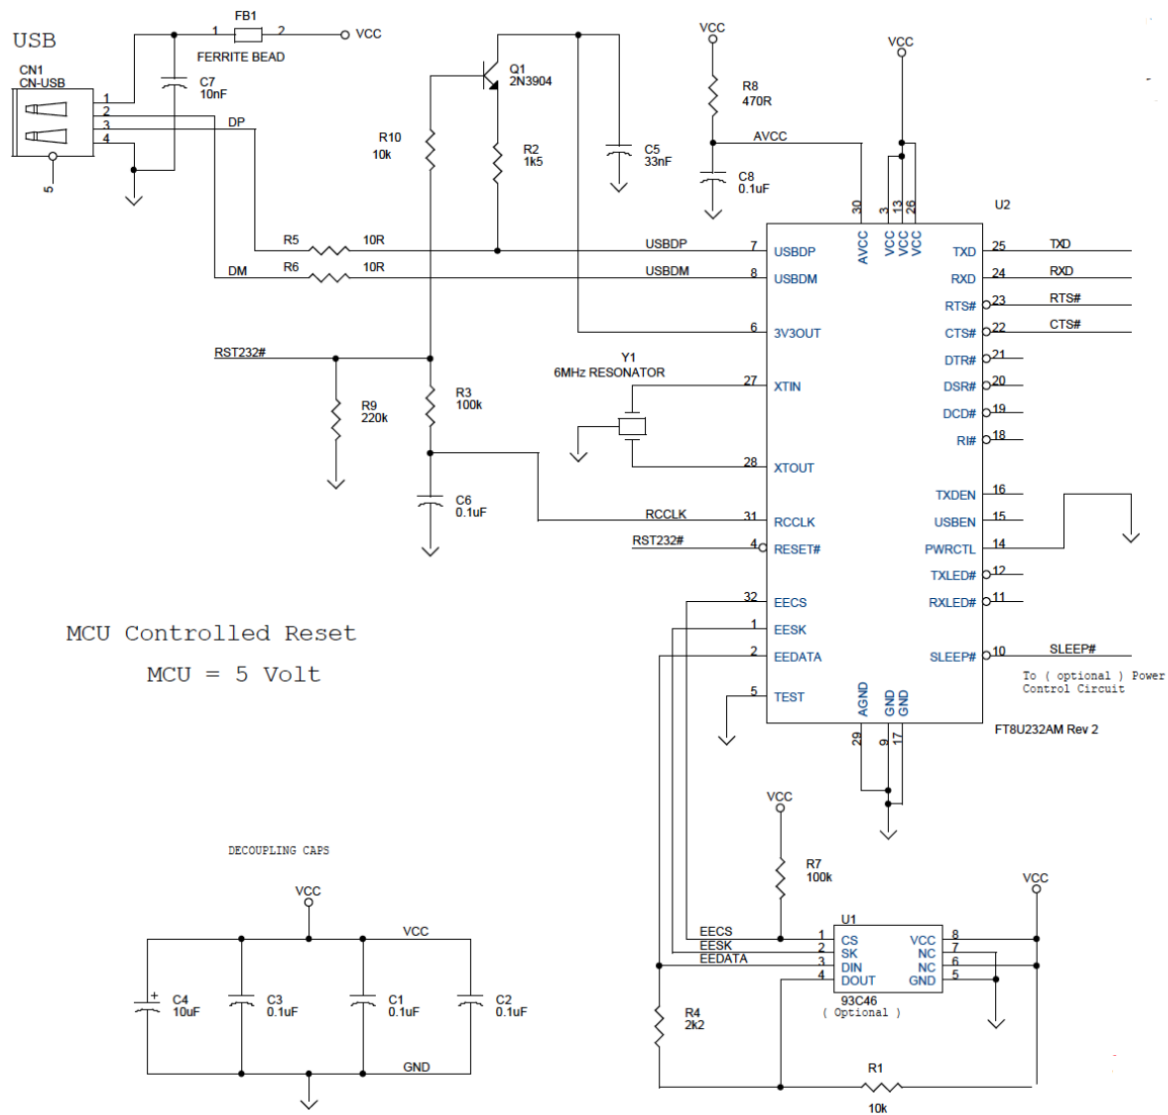 USB
CN1
CN-USB
1
2
3
4
5
FB1
1
2
VCC
FERRITE BEAD
C7
10nF
DP
DM
Q1
2N3904
R10
10k
R2
1k5
C5
33nF
VCC
R8
470R
AVCC
C8
0.1uF
VCC
R5
10R
USBDP
R6
10R
USBDM
RST232#
R9
220k
R3
100k
C6
0.1uF
Y1
6MHz RESONATOR
RCCLK
RST232#
U2
30
3
13
26
AVCC
VCC
VCC
VCC
7
USBDP
8
USBDM
6
3V3OUT
27
XTIN
28
XTOUT
31
RCCLK
4
RESET#
32
EECS
1
EESK
2
EEDATA
5
TEST
TXD
25
TXD
RXD
24
RXD
RTS#
23
RTS#
CTS#
22
CTS#
DTR#
21
DSR#
20
DCD#
19
RI#
18
TXDEN
16
USBEN
15
PWRCTL
14
TXLED#
12
RXLED#
11
SLEEP#
10
SLEEP#
To ( optional ) Power
Control Circuit
AGND
GND
GND
29
9
17
FT8U232AM Rev 2
MCU Controlled Reset
MCU = 5 Volt
DECOUPLING CAPS
VCC
VCC
C4
10uF
+
C3
0.1uF
C1
0.1uF
C2
0.1uF
GND
VCC
R7
100k
VCC
U1
EECS
1
CS
VCC
8
EESK
2
SK
NC
7
EEDATA
3
DIN
NC
6
4
DOUT
GND
5
93C46
( Optional )
R4
2k2
R1
10k